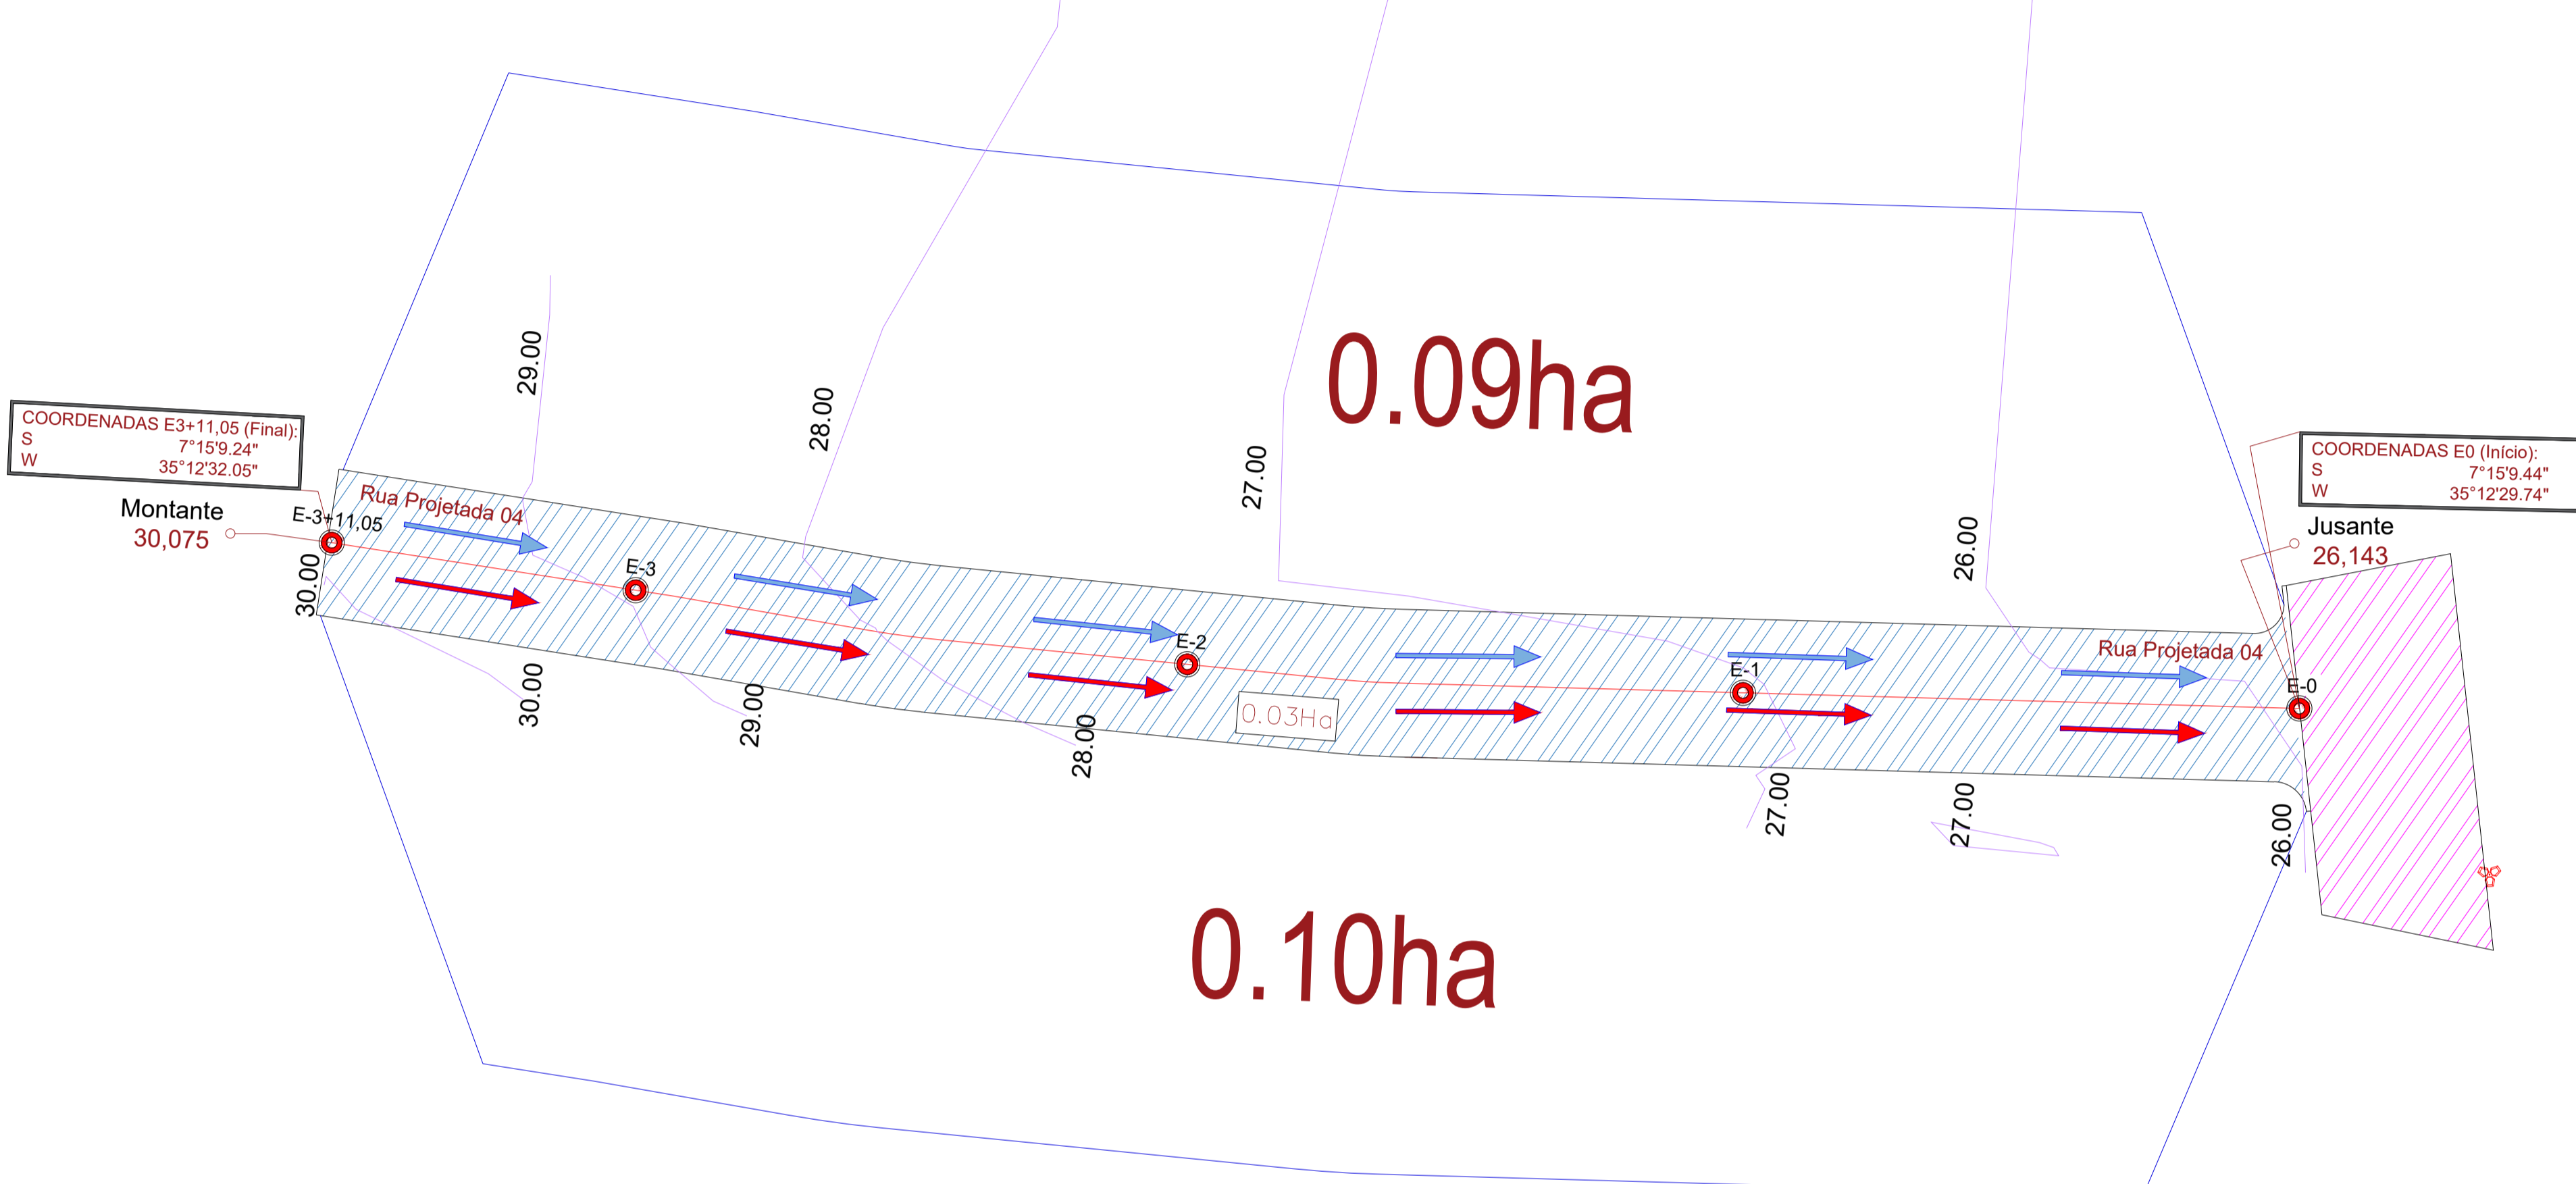 29.00
28.00
0.09ha
27.00
COORDENADAS E3+11,05 (Final):
S 7°15'9.24"
W 35°12'32.05"
COORDENADAS E0 (Início):
S 7°15'9.44"
W 35°12'29.74"
Montante
30,075
E-3+11,05
Rua Projetada 04
26.00
Jusante
26,143
30.00
E-3
E-2
E-1
Rua Projetada 04
E-0
30.00
29.00
28.00
0.03Ha
27.00
27.00
26.00
0.10ha